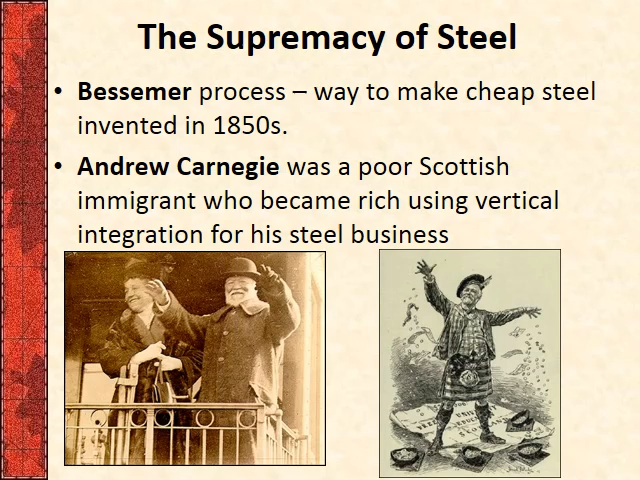 The Supremacy of Steel
• Bessemer process – way to make cheap steel
invented in 1850s.
• Andrew Carnegie was a poor Scottish
immigrant who became rich using vertical
integration for his steel business